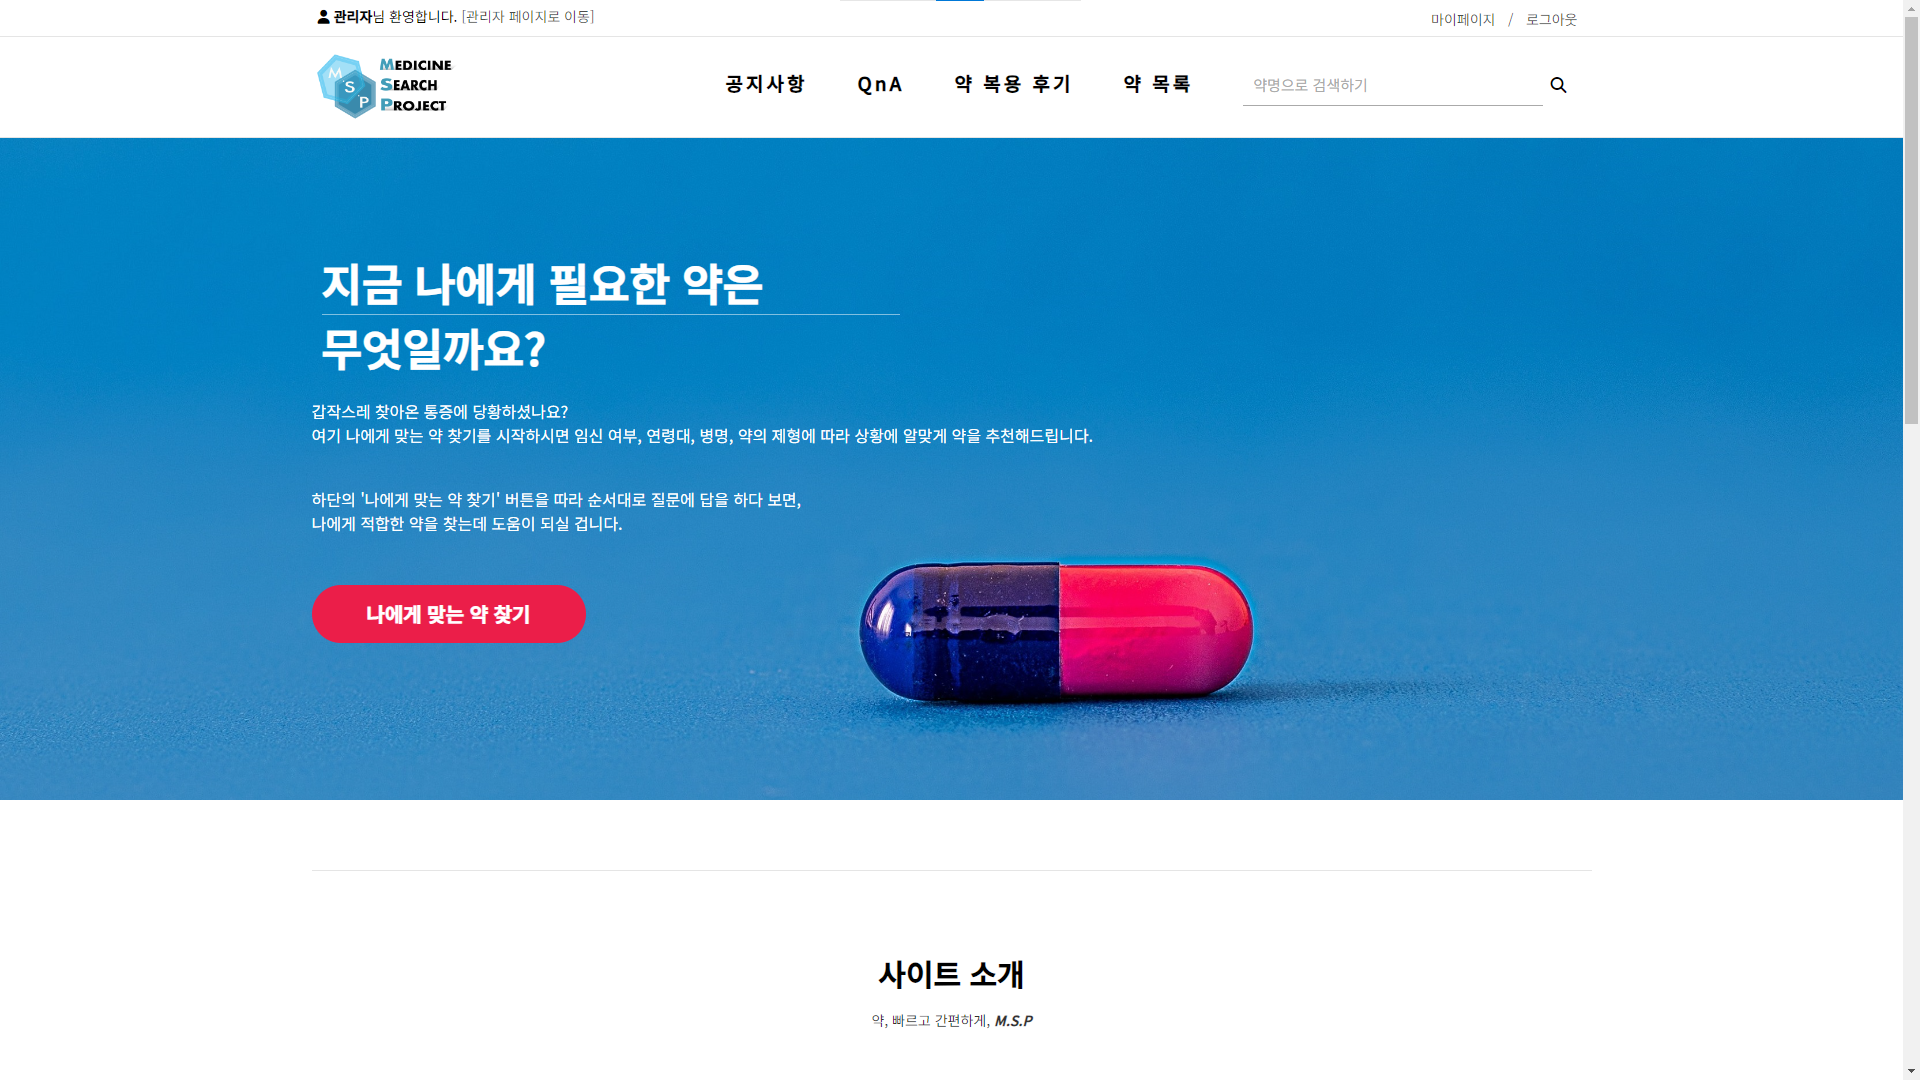 관리자님 환영합니다. [관리자 페이지로 이동]
마이페이지 / 로그아웃
M S P
MEDICINE
SEARCH
PROJECT
공지사항 QnA 약 복용 후기 약 목록 약명으로 검색하기
지금 나에게 필요한 약은
무엇일까요?
갑작스레 찾아온 통증에 당황하셨나요?
여기 나에게 맞는 약 찾기를 시작하시면 임신 여부, 연령대, 병명, 약의 제형에 따라 상황에 알맞게 약을 추천해드립니다.
하단의 '나에게 맞는 약 찾기' 버튼을 따라 순서대로 질문에 답을 하다 보면,
나에게 적합한 약을 찾는데 도움이 되실 겁니다.
나에게 맞는 약 찾기
사이트 소개
약, 빠르고 간편하게, M.S.P